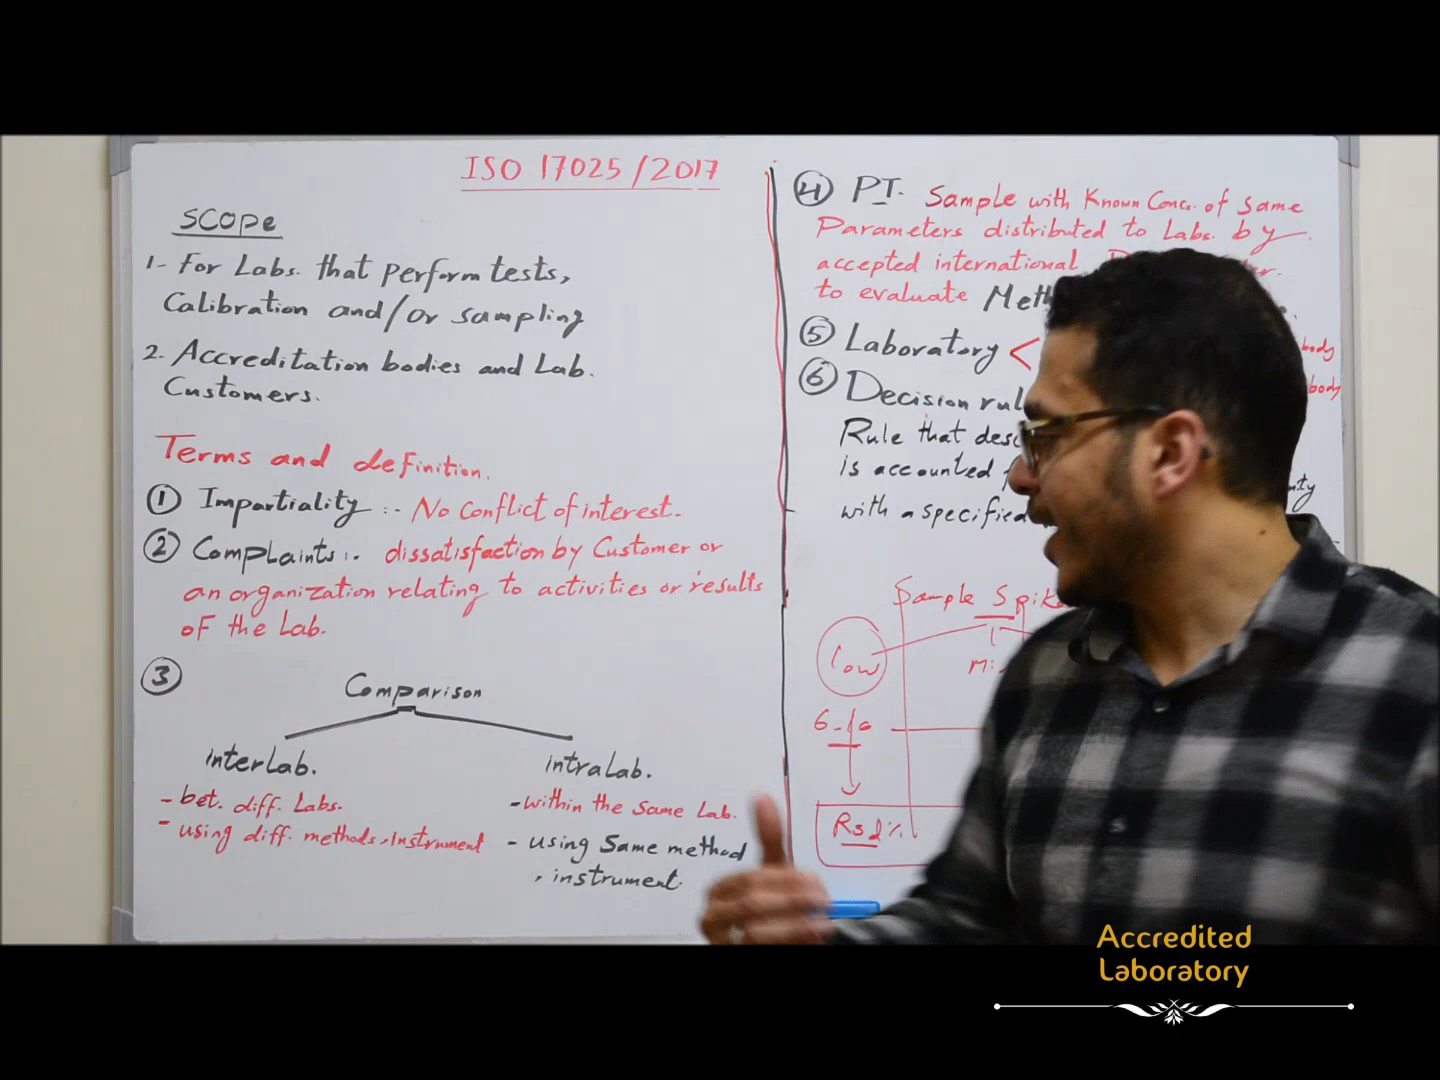 ISO 17025/2017
SCOPE
1- For Labs. that perform tests,
Calibration and/or sampling
2. Accreditation bodies and Lab.
Customers.
Terms and definition.
① Impartiality :- No Conflict of interest.
② Complaints :- dissatisfaction by Customer or
an organization relating to activities or results
of the Lab.
③
Comparison
interLab.
- bet. diff. Labs.
- using diff. methods, Instrument
intraLab.
- within the same Lab.
- using Same method
, instrument.
④ PT. Sample with Known Conc. of same
Parameters distributed to Labs. by
accepted international
to evaluate
⑤ Laboratory <
body
body
⑥ Decision
Rule that
is accounted
with a specified
Sample
low
6-10
Rsd%
Accredited
Laboratory